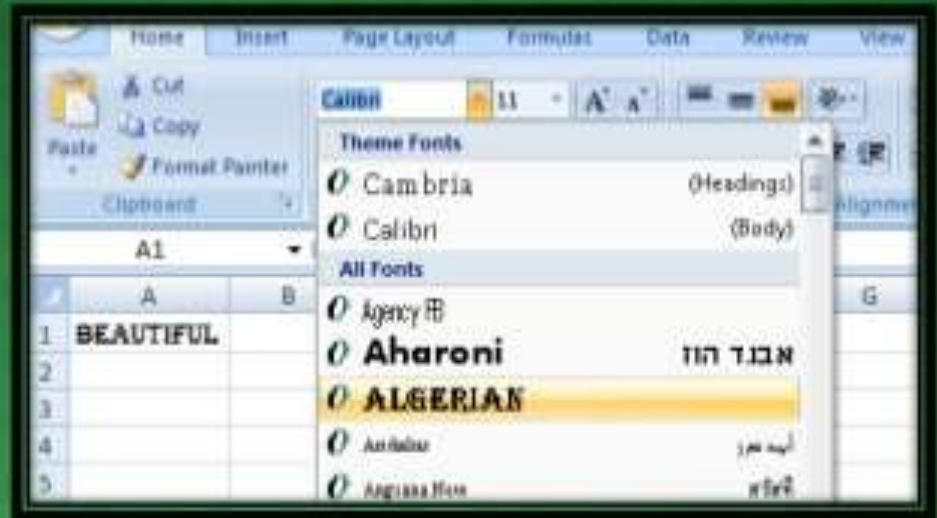 Home Insert Page Layout Formulas Data Review View
Cut
Copy
Paste
Format Painter
Clipboard
Calibri 11 A A
Theme Fonts
Cambria (Headings)
Calibri (Body)
All Fonts
Agency FB
Aharoni אבגד הוז
ALGERIAN
Andalus
Angsana New
A1
A B G
1 BEAUTIFUL
2
3
4
5